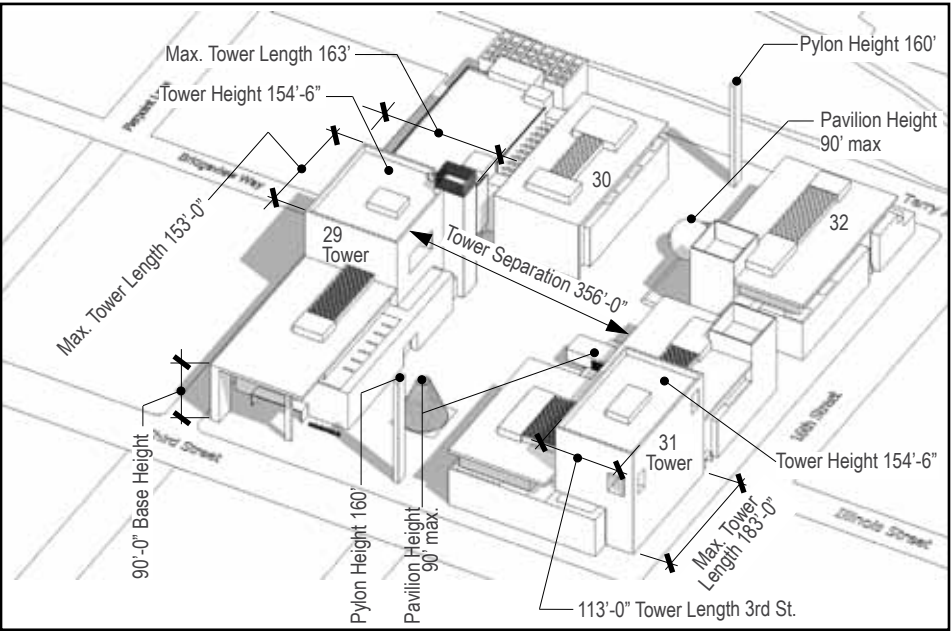 Max. Tower Length 163'
Pylon Height 160'
Tower Height 154'-6"
Pavilion Height
90' max
Bridgeview Way
30
Terry
32
29
Tower
Tower Separation 356'-0"
Max. Tower Length 153'-0"
16th Street
31
Tower
Tower Height 154'-6"
Third Street
Illinois Street
90'-0" Base Height
Pylon Height 160'
Pavilion Height
90' max.
Max. Tower
Length 183'-0"
113'-0" Tower Length 3rd St.